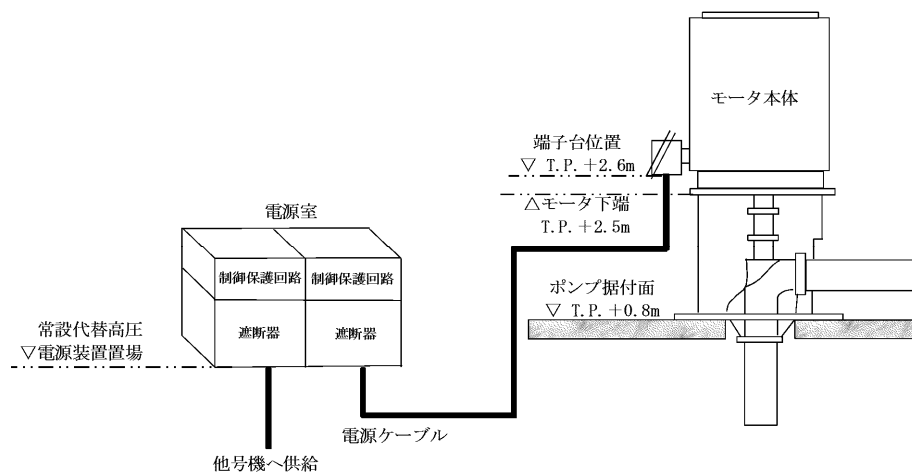 モータ本体
端子台位置
▽ T.P.+2.6m
△モータ下端
T.P.+2.5m
電源室
制御保護回路
制御保護回路
遮断器
遮断器
ポンプ据付面
▽ T.P.+0.8m
常設代替高圧
▽電源装置置場
電源ケーブル
他号機へ供給